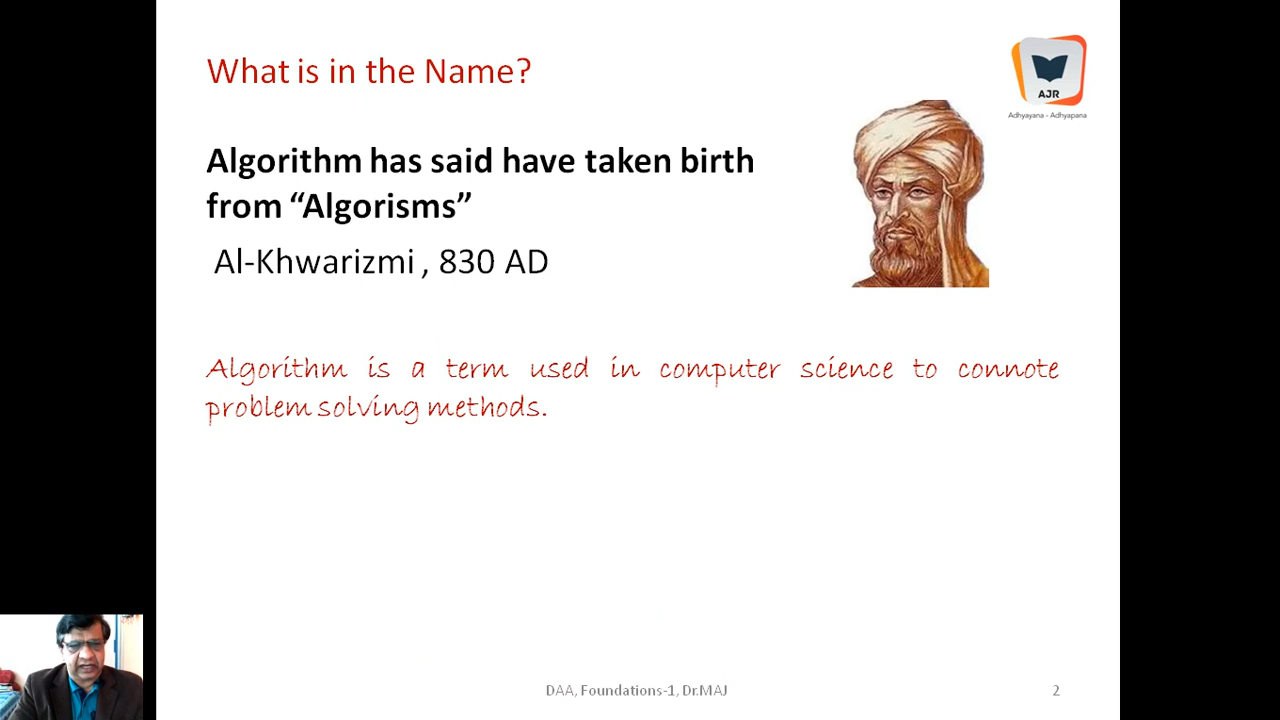 What is in the Name?
AJR
Adhyayana - Adhyapana
Algorithm has said have taken birth
from “Algorisms”
Al-Khwarizmi , 830 AD
Algorithm is a term used in computer science to connote
problem solving methods.
DAA, Foundations-1, Dr.MAJ
2